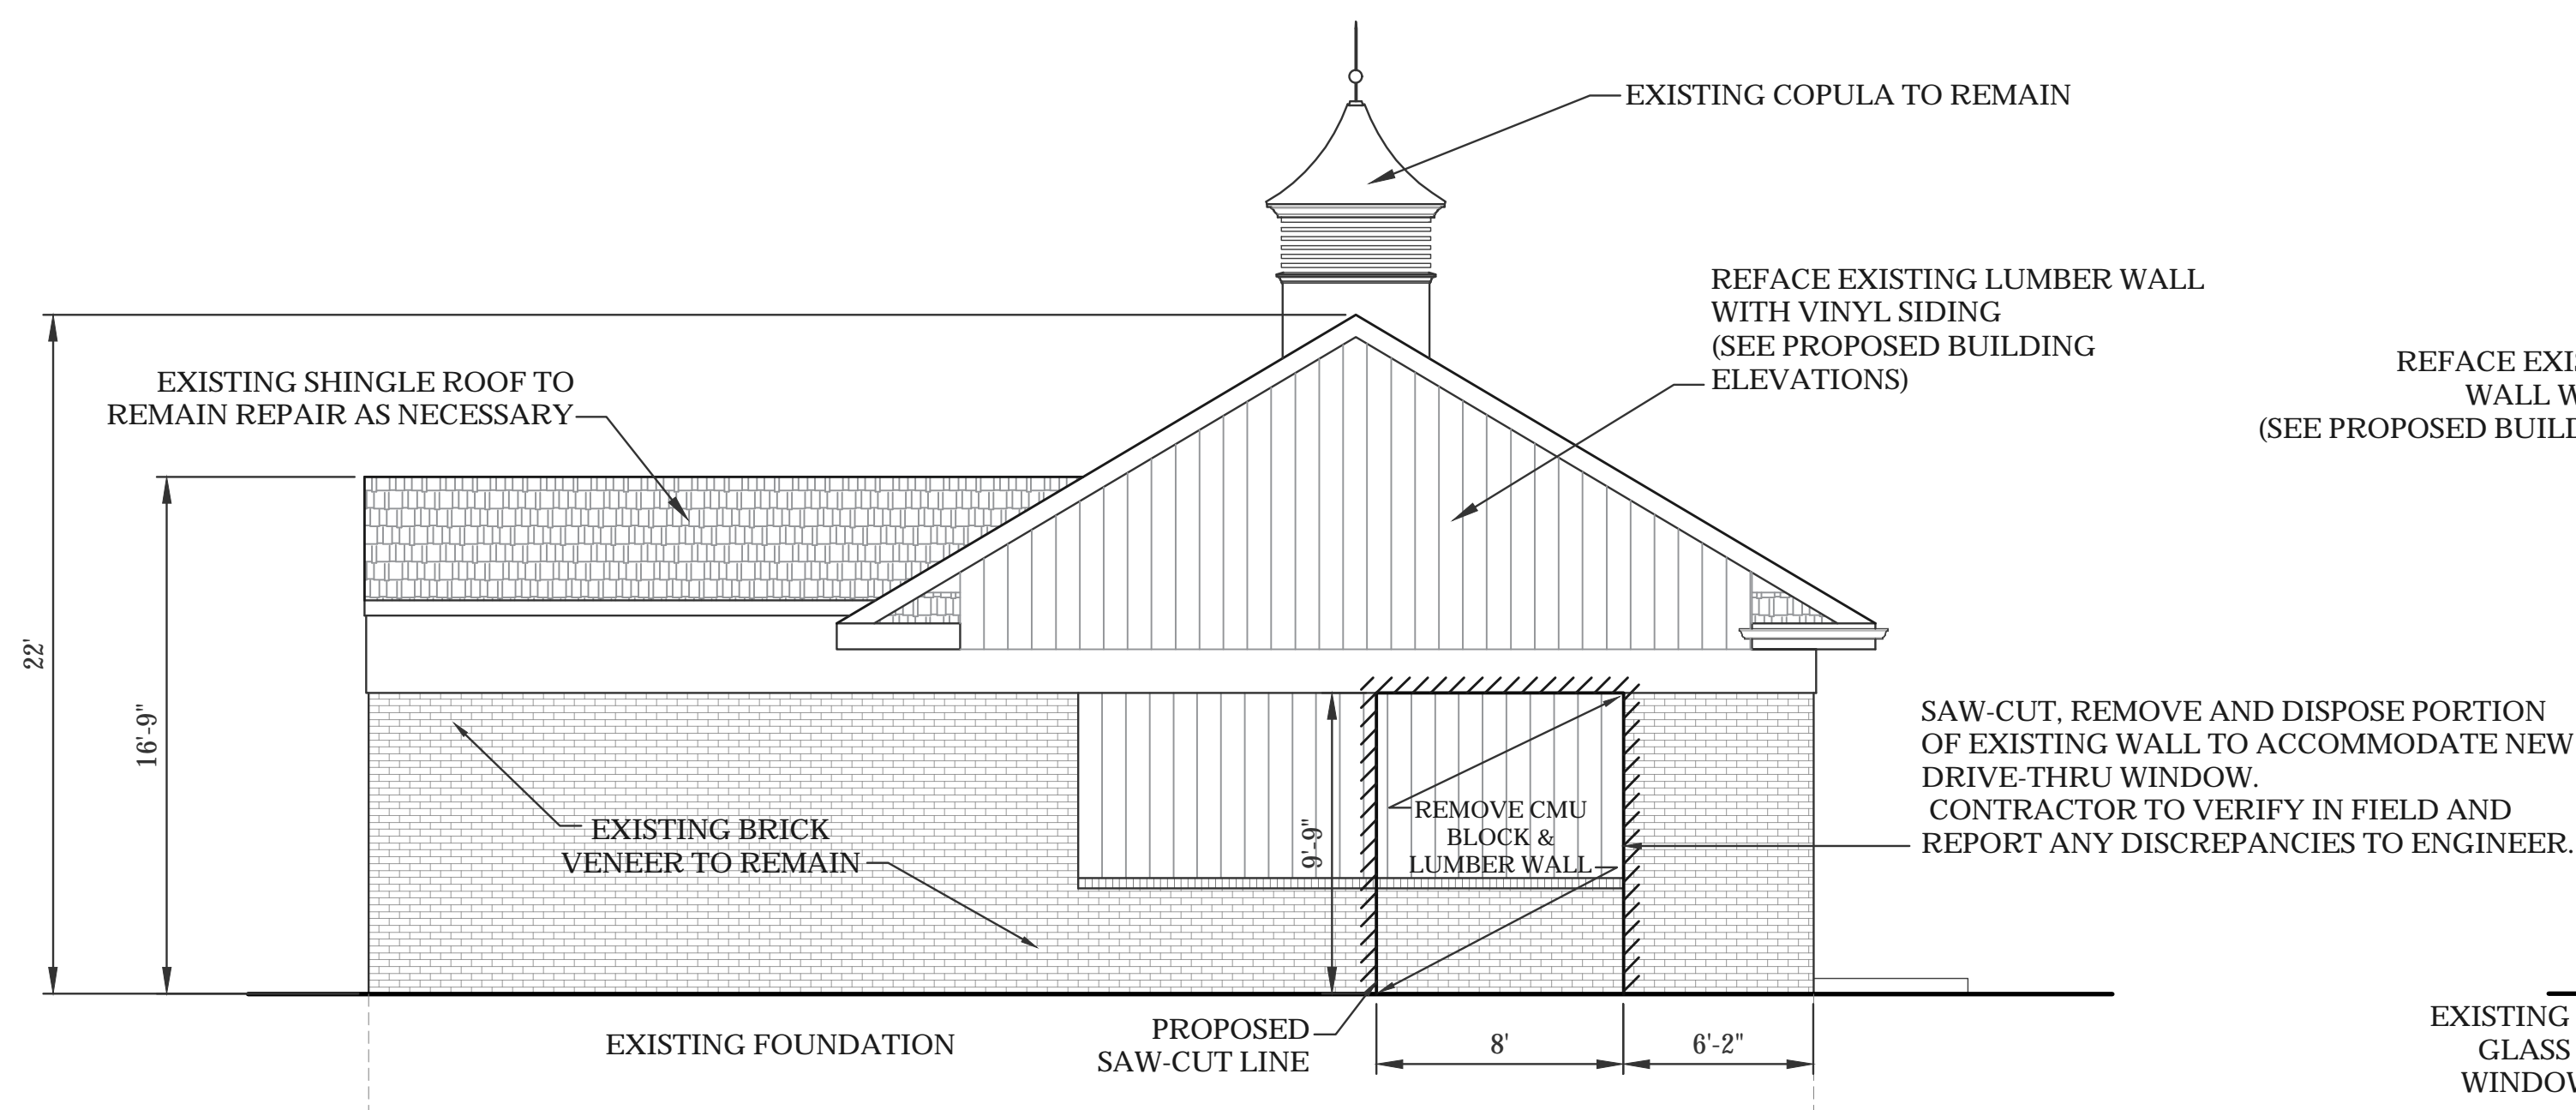 EXISTING COPULA TO REMAIN
REFACE EXISTING LUMBER WALL
WITH VINYL SIDING
(SEE PROPOSED BUILDING
ELEVATIONS)
EXISTING SHINGLE ROOF TO
REMAIN REPAIR AS NECESSARY
22'
16'-9"
EXISTING BRICK
VENEER TO REMAIN
9'-9"
REMOVE CMU
BLOCK &
LUMBER WALL
SAW-CUT, REMOVE AND DISPOSE PORTION
OF EXISTING WALL TO ACCOMMODATE NEW
DRIVE-THRU WINDOW.
CONTRACTOR TO VERIFY IN FIELD AND
REPORT ANY DISCREPANCIES TO ENGINEER.
EXISTING FOUNDATION
PROPOSED
SAW-CUT LINE
8'
6'-2"
REFACE EXIS
WALL W
(SEE PROPOSED BUILD
EXISTING
GLASS
WINDOW